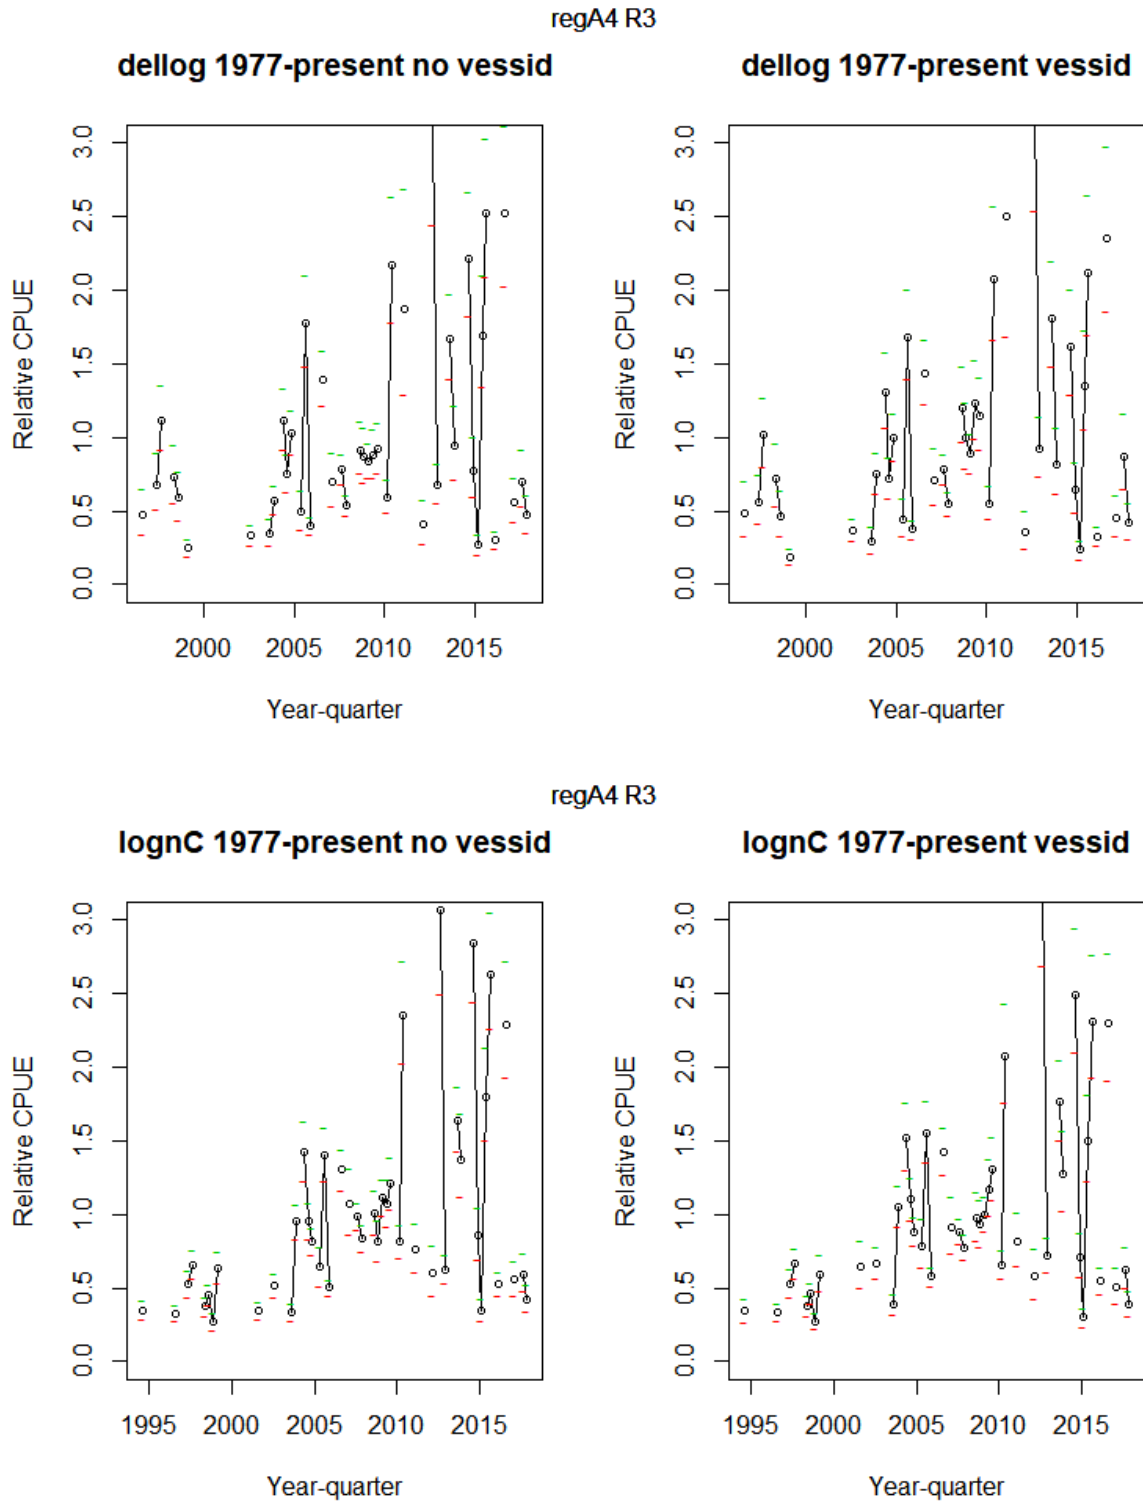 regA4 R3
dellog 1977-present no vessid
dellog 1977-present vessid
3.0
2.5
2.0
1.5
1.0
0.5
0.0
Relative CPUE
2000 2005 2010 2015
Year-quarter
3.0
2.5
2.0
1.5
1.0
0.5
0.0
Relative CPUE
2000 2005 2010 2015
Year-quarter
regA4 R3
lognC 1977-present no vessid
lognC 1977-present vessid
3.0
2.5
2.0
1.5
1.0
0.5
0.0
Relative CPUE
1995 2000 2005 2010 2015
Year-quarter
3.0
2.5
2.0
1.5
1.0
0.5
0.0
Relative CPUE
1995 2000 2005 2010 2015
Year-quarter